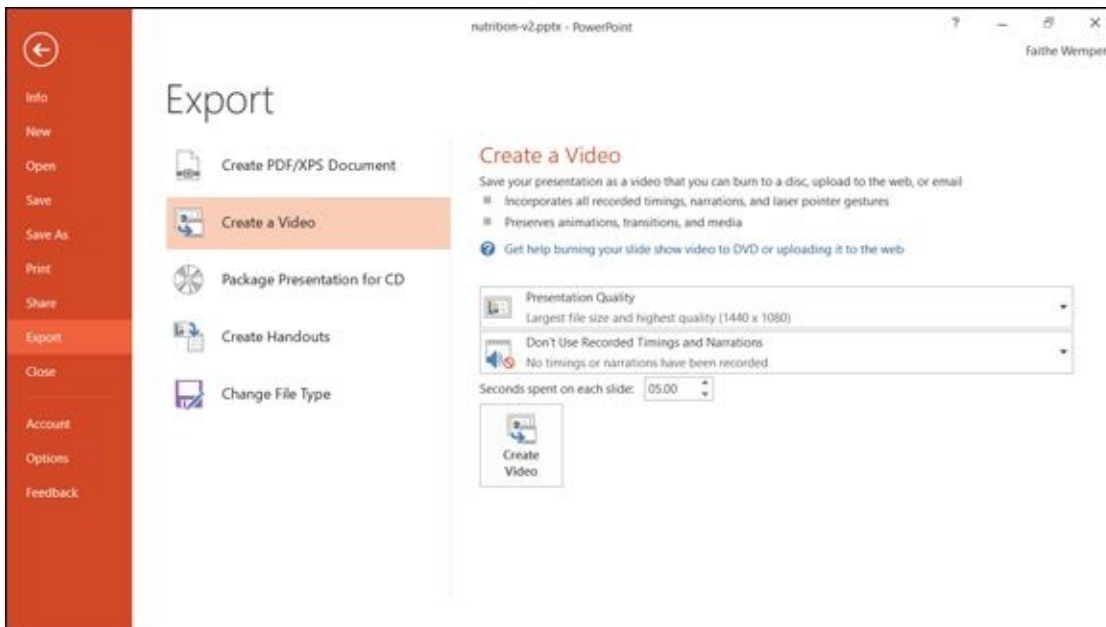 nutrition-v2.pptx - PowerPoint
?
Faithe Wemper
Info
New
Open
Save
Save As
Print
Share
Export
Close
Account
Options
Feedback
Export
Create PDF/XPS Document
Create a Video
Package Presentation for CD
Create Handouts
Change File Type
Create a Video
Save your presentation as a video that you can burn to a disc, upload to the web, or email
Incorporates all recorded timings, narrations, and laser pointer gestures
Preserves animations, transitions, and media
? Get help burning your slide show video to DVD or uploading it to the web
Presentation Quality
Largest file size and highest quality (1440 x 1080)
Don't Use Recorded Timings and Narrations
No timings or narrations have been recorded
Seconds spent on each slide: 05.00
Create
Video